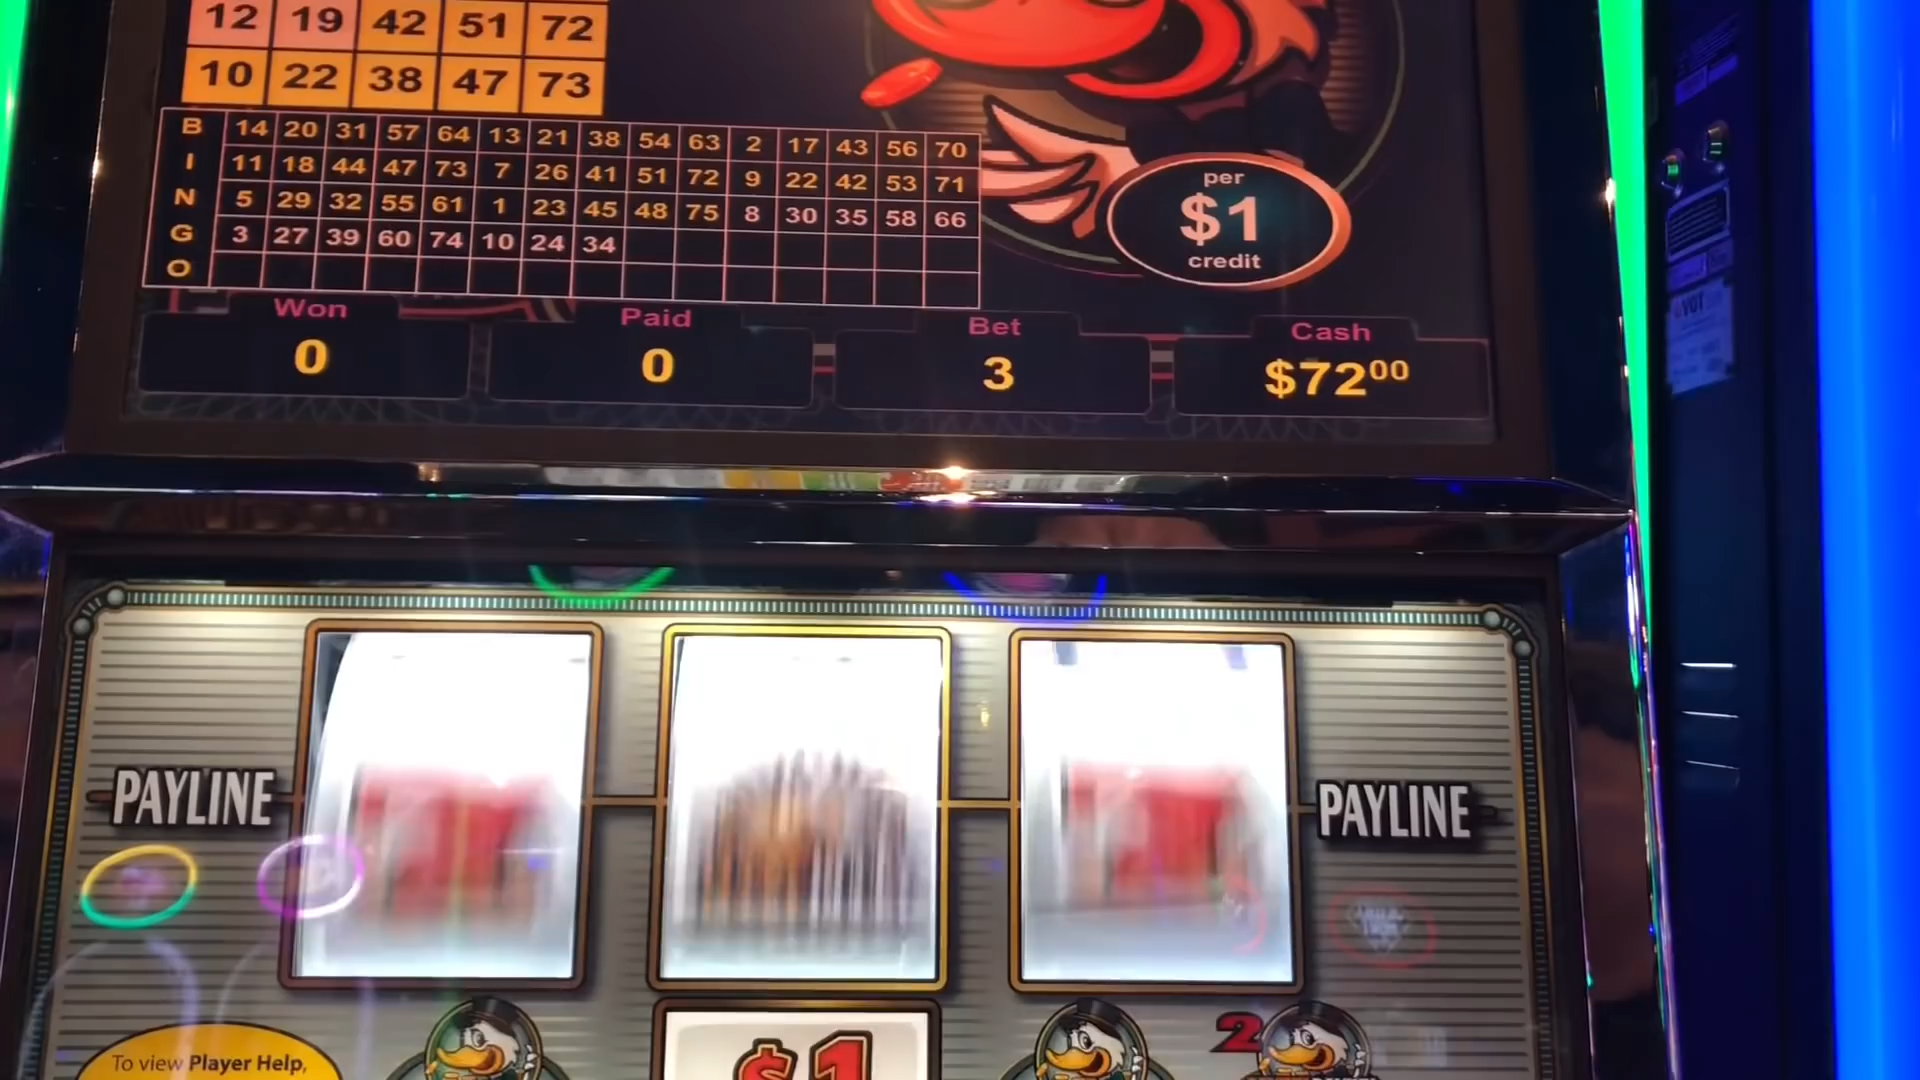 12 19 42 51 72
10 22 38 47 73
B 14 20 31 57 64 13 21 38 54 63 2 17 43 56 70
I 11 18 44 47 73 7 26 41 51 72 9 22 42 53 71
N 5 29 32 55 61 1 23 45 48 75 8 30 35 58 66
G 3 27 39 60 74 10 24 34
O
per
$1
credit
Won Paid Bet Cash
0 0 3 $72⁰⁰
PAYLINE PAYLINE
$1
2
To view Player Help,
VGT